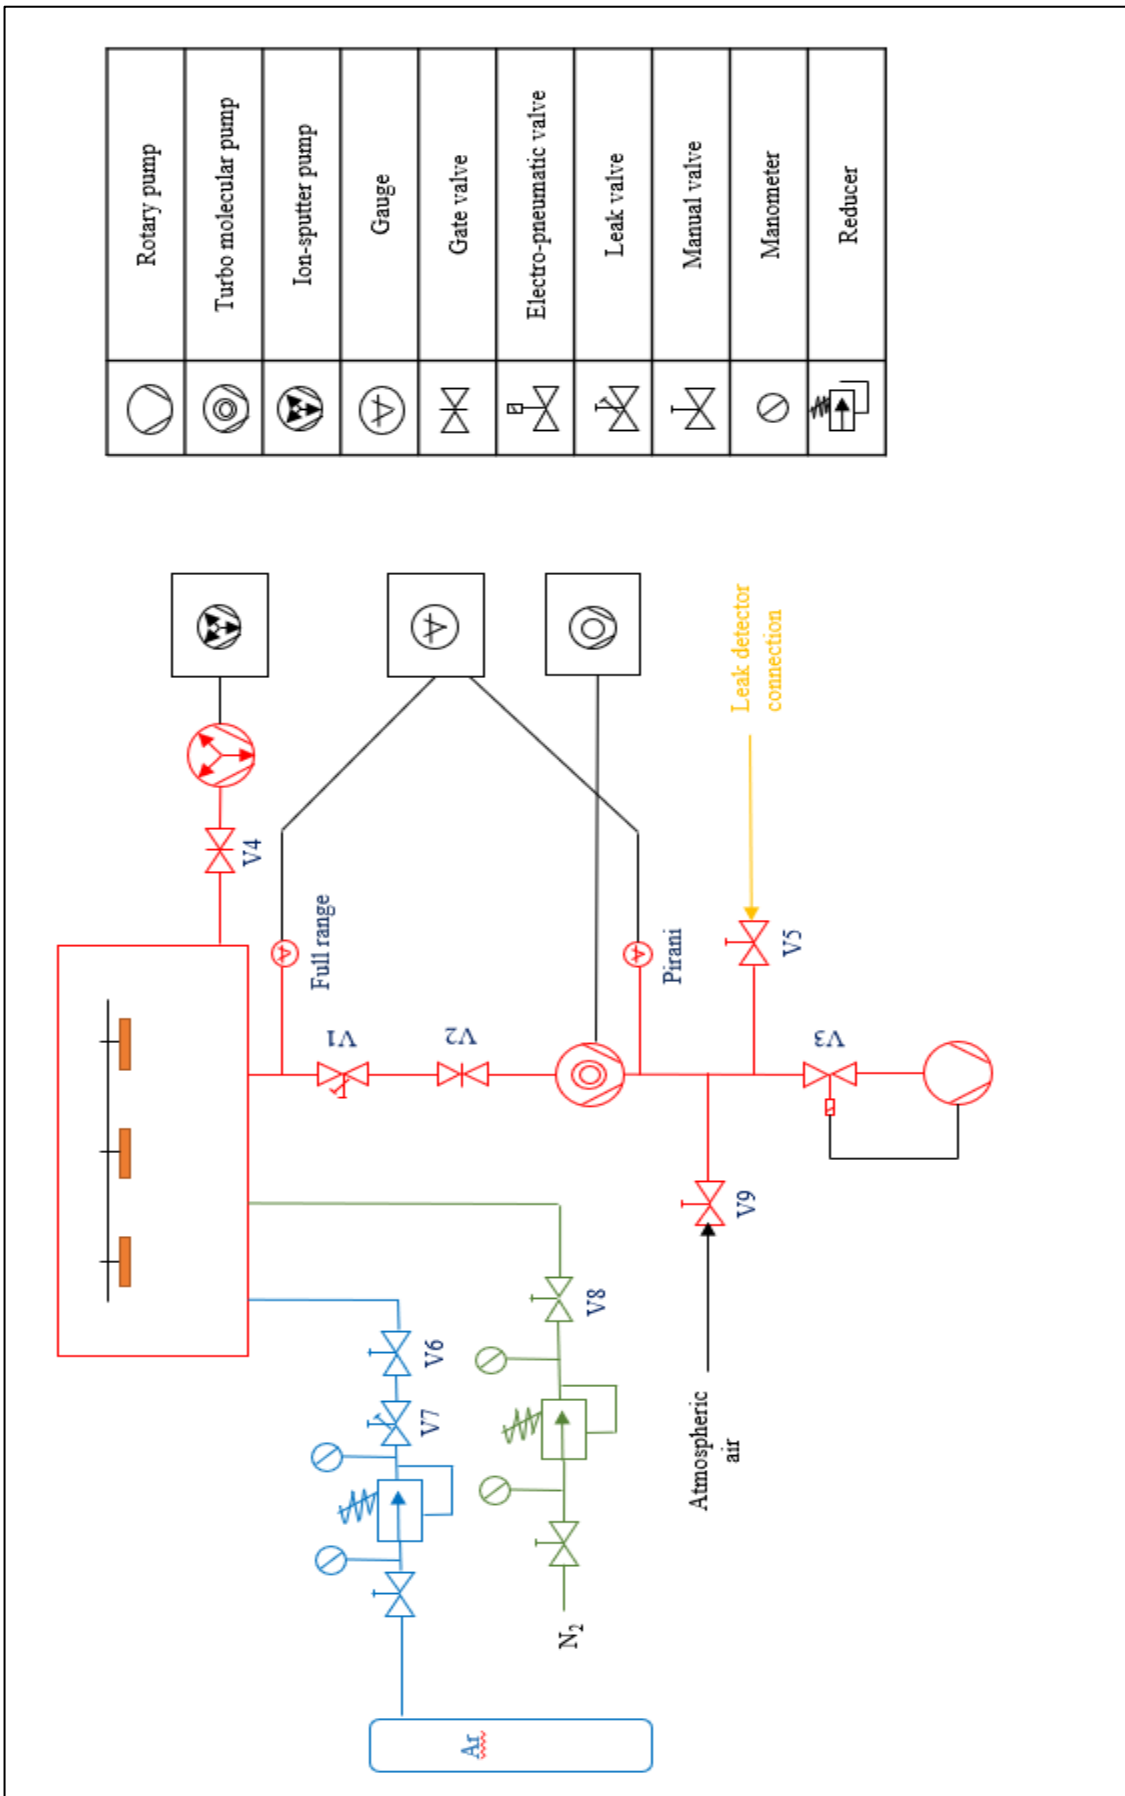 Rotary pump
Turbo molecular pump
Ion-sputter pump
Gauge
Gate valve
Electro-pneumatic valve
Leak valve
Manual valve
Manometer
Reducer
V4
Full range
V1
V2
Pirani
Leak detector
connection
V5
V3
V9
Atmospheric
air
V8
V6
V7
N₂
Ar